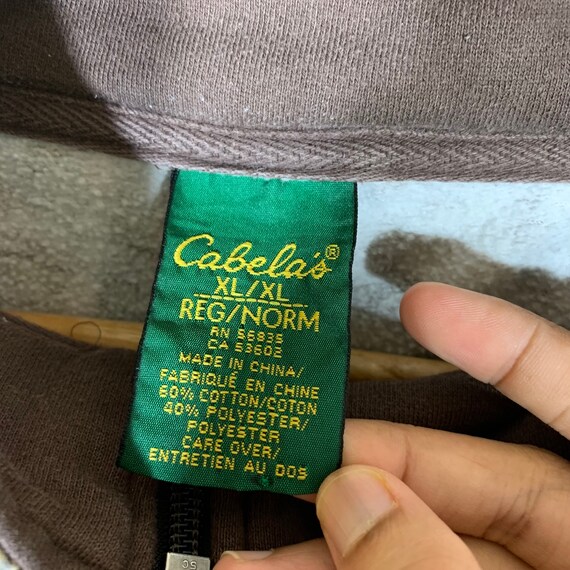 Cabela's®
XL/XL
REG/NORM
RN 56835
CA 53602
MADE IN CHINA/
FABRIQUÉ EN CHINE
60% COTTON/COTON
40% POLYESTER/
POLYESTER
CARE OVER/
ENTRETIEN AU DOS